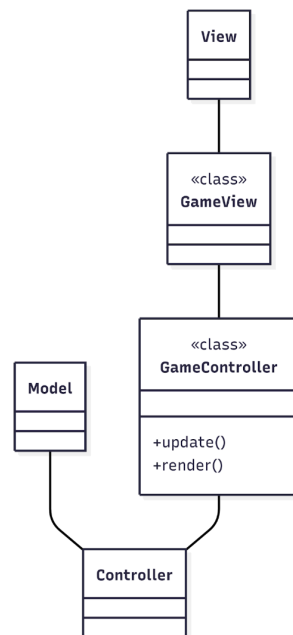 View
«class»
GameView
«class»
GameController
+update()
+render()
Model
Controller